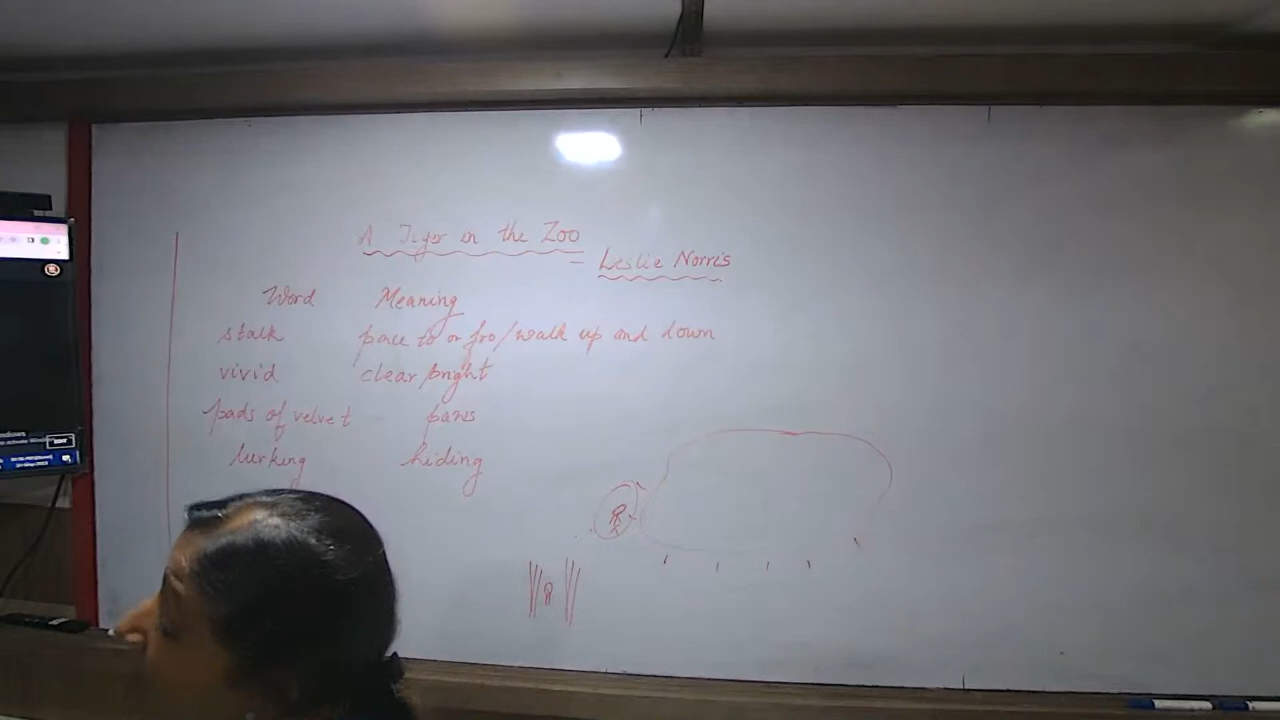 A Tiger in the Zoo
= Leslie Norris
Word Meaning
stalk pace to or fro/walk up and down
vivid clear/bright
pads of velvet paws
lurking hiding